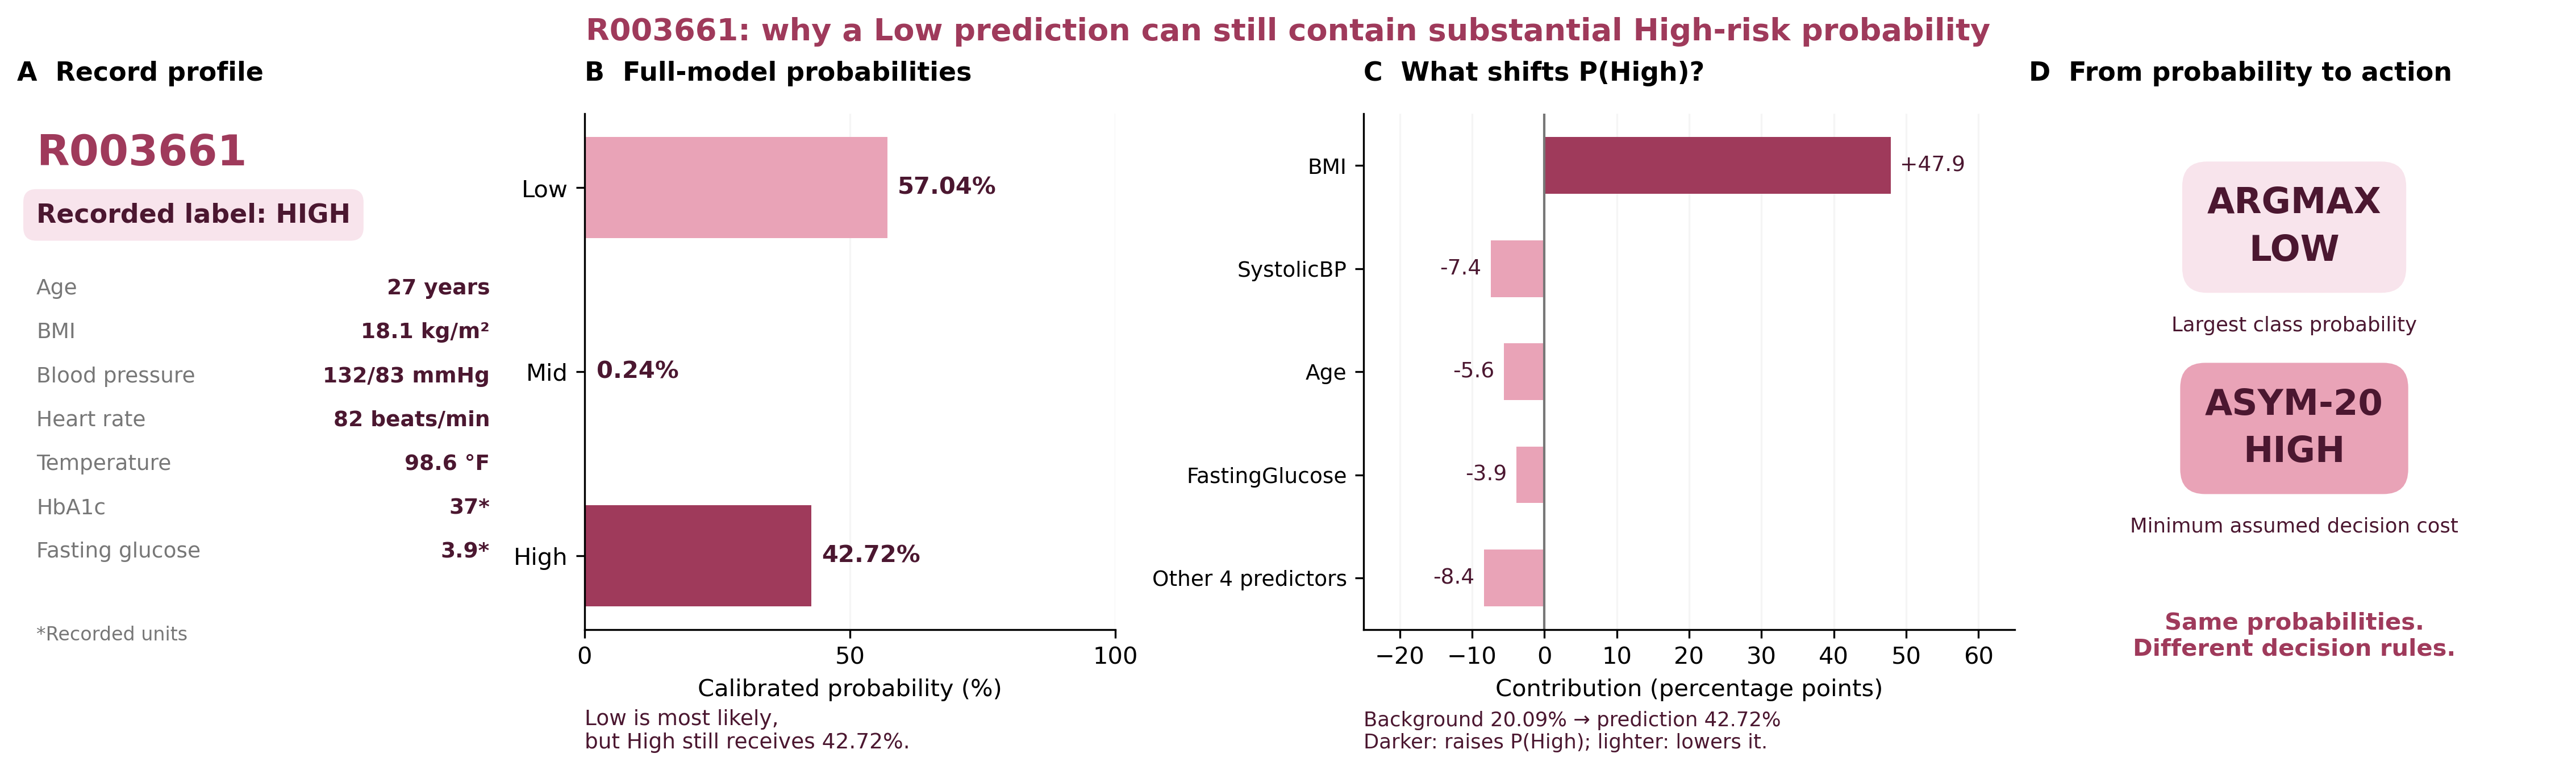 R003661: why a Low prediction can still contain substantial High-risk probability
A Record profile
R003661
Recorded label: HIGH
Age 27 years
BMI 18.1 kg/m²
Blood pressure 132/83 mmHg
Heart rate 82 beats/min
Temperature 98.6 °F
HbA1c 37*
Fasting glucose 3.9*
*Recorded units
B Full-model probabilities
Low 57.04%
Mid 0.24%
High 42.72%
0 50 100
Calibrated probability (%)
Low is most likely,
but High still receives 42.72%.
C What shifts P(High)?
BMI +47.9
SystolicBP -7.4
Age -5.6
FastingGlucose -3.9
Other 4 predictors -8.4
−20 −10 0 10 20 30 40 50 60
Contribution (percentage points)
Background 20.09% → prediction 42.72%
Darker: raises P(High); lighter: lowers it.
D From probability to action
ARGMAX
LOW
Largest class probability
ASYM-20
HIGH
Minimum assumed decision cost
Same probabilities.
Different decision rules.